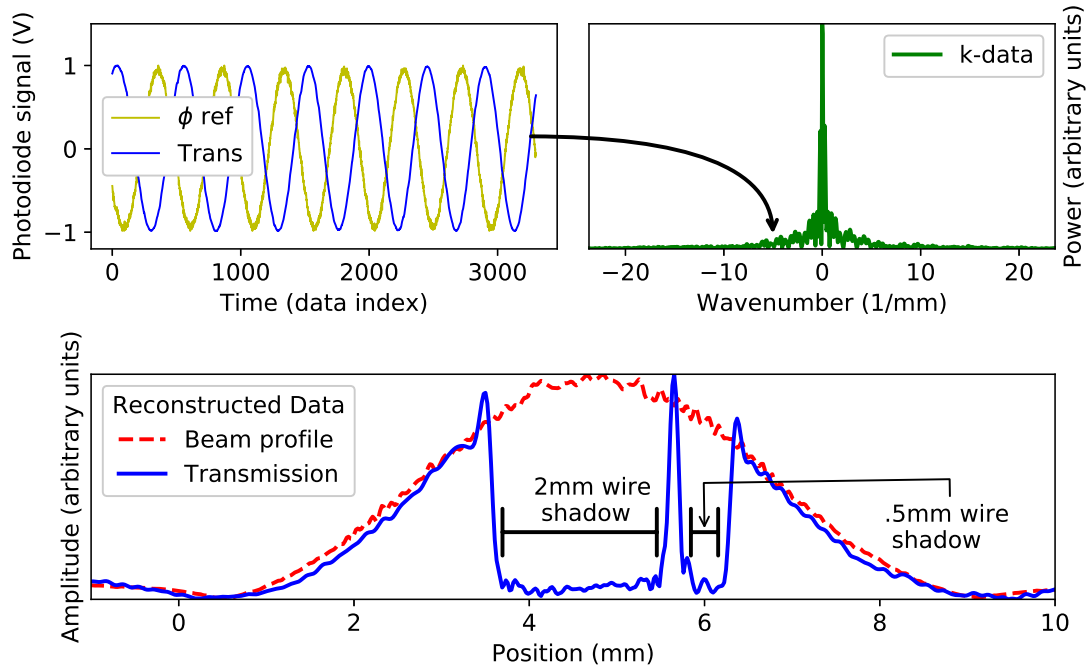 Photodiode signal (V)
1
0
−1
ϕ ref
Trans
0
1000
2000
3000
Time (data index)
k-data
Power (arbitrary units)
−20
−10
0
10
20
Wavenumber (1/mm)
Amplitude (arbitrary units)
Reconstructed Data
Beam profile
Transmission
2mm wire
shadow
.5mm wire
shadow
0
2
4
6
8
10
Position (mm)